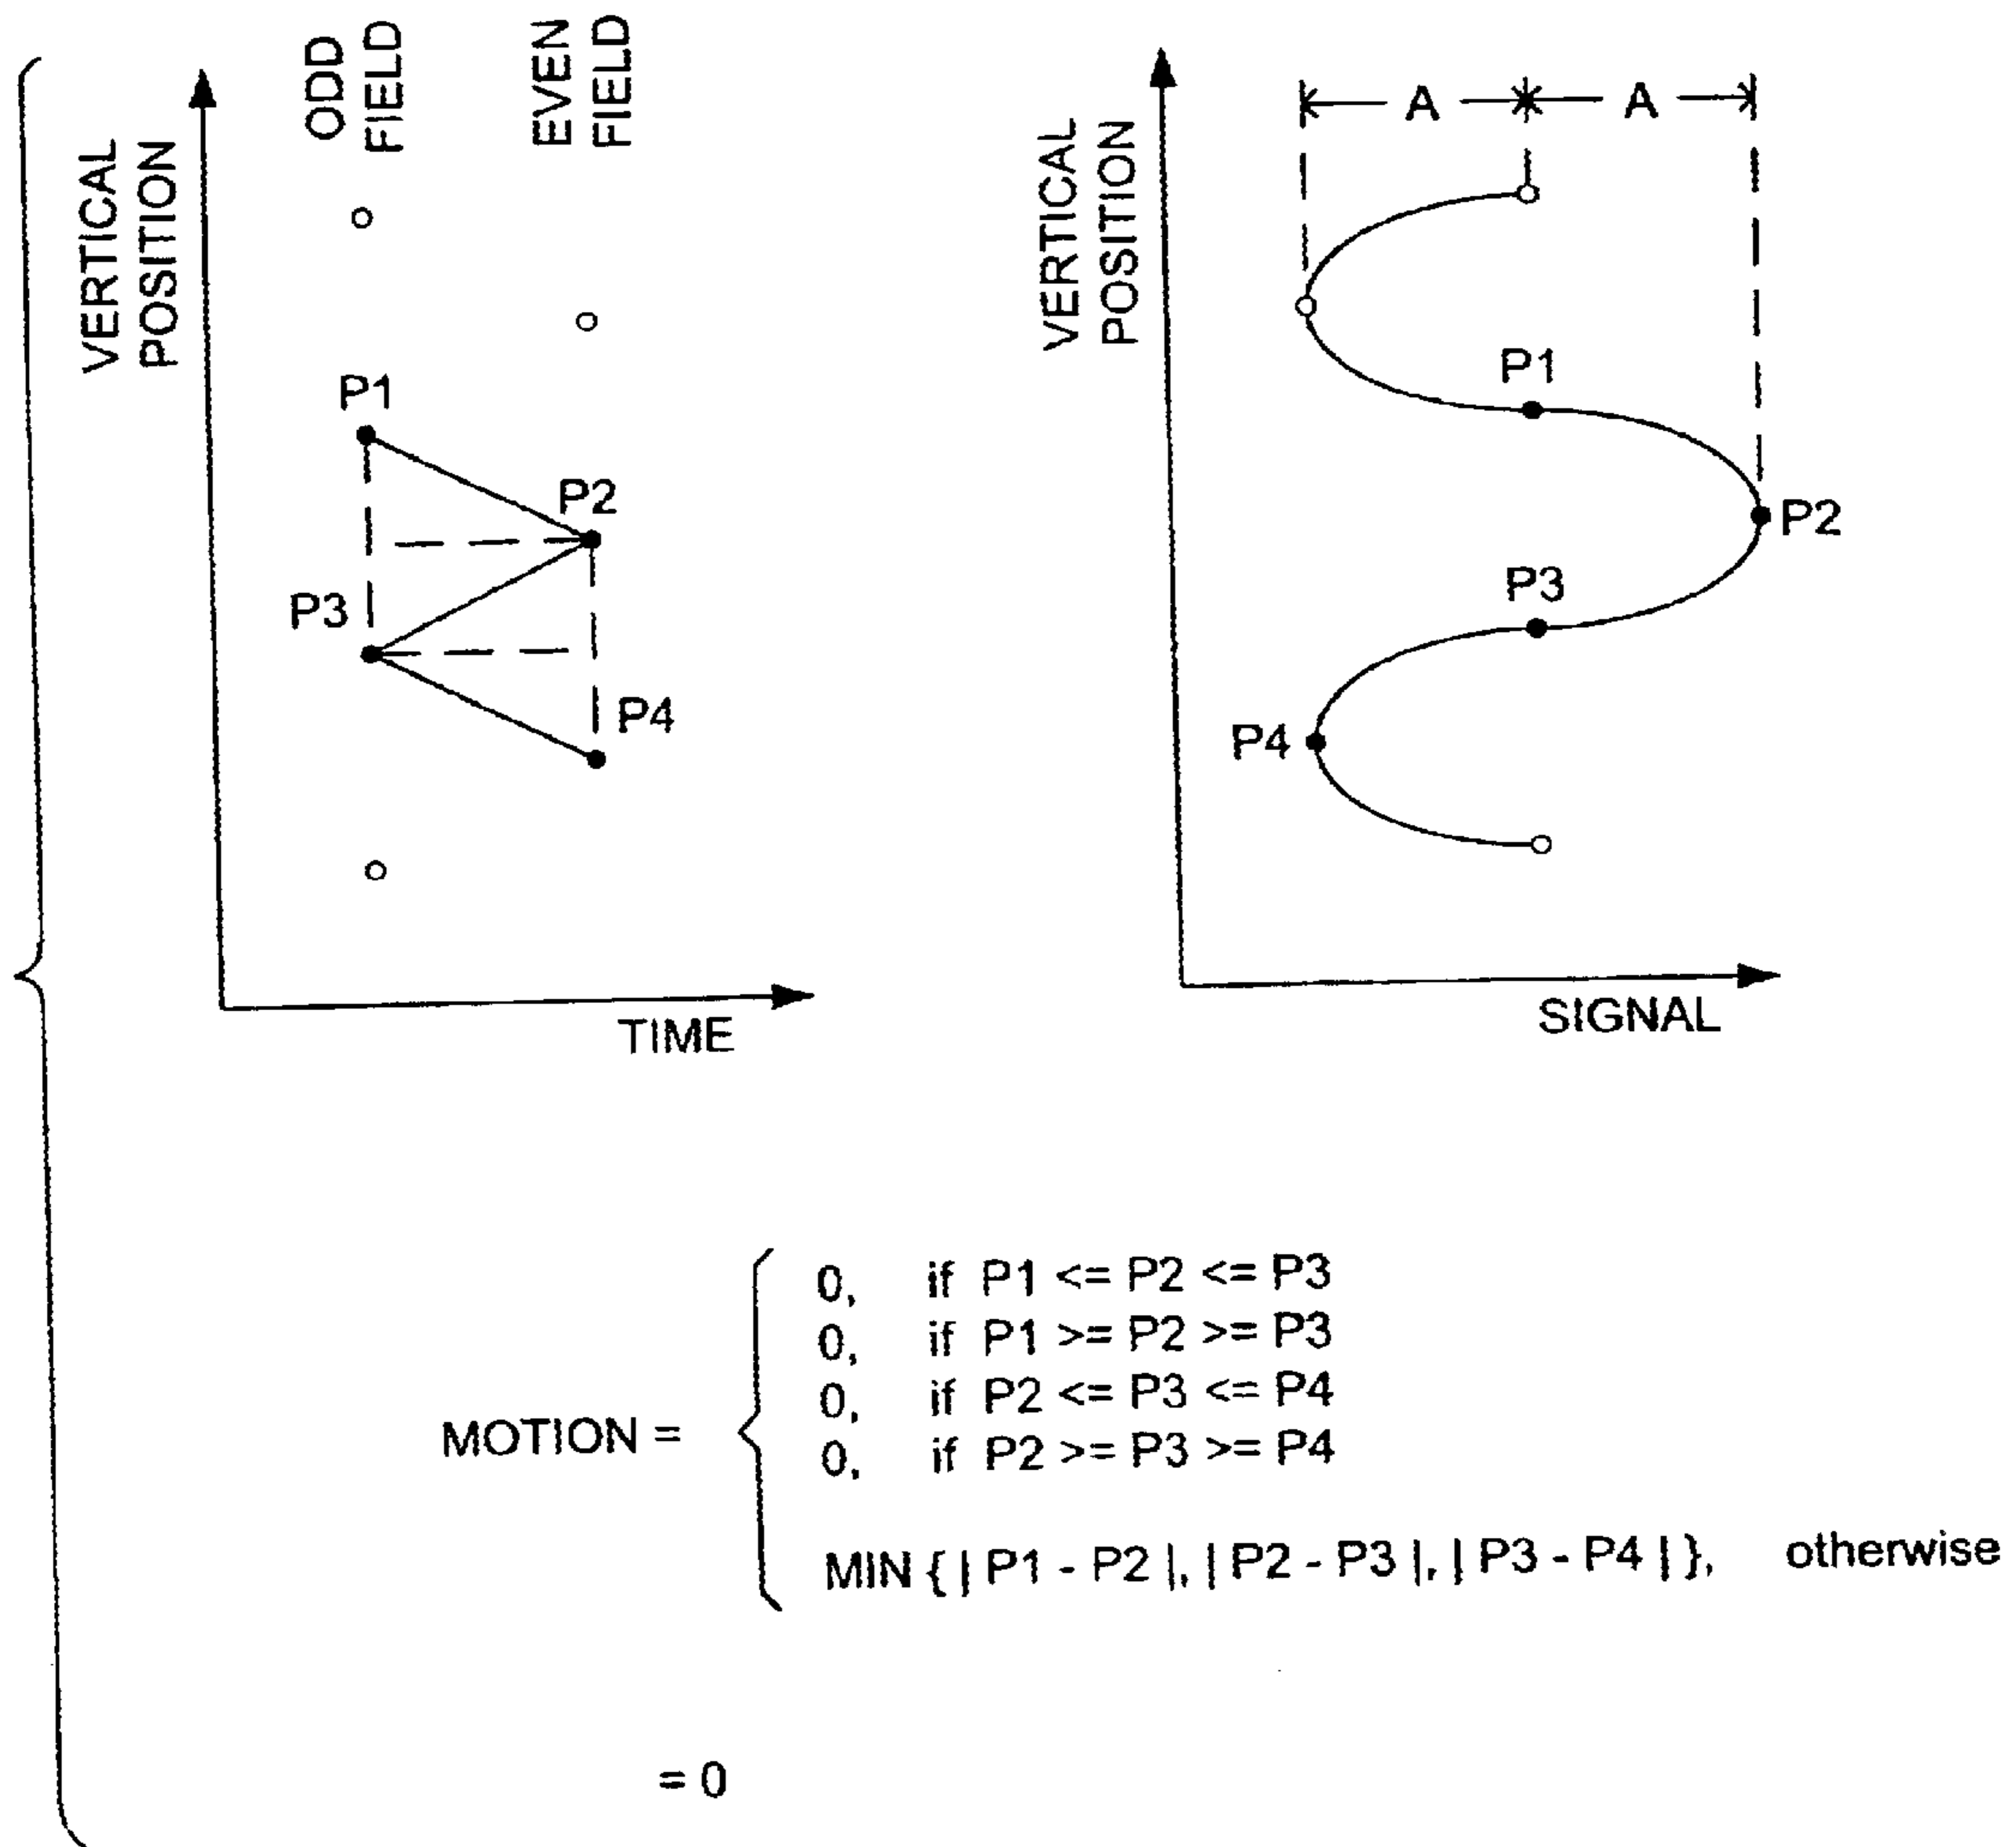 VERTICAL
POSITION
ODD
FIELD
EVEN
FIELD
P1
P2
P3
P4
TIME
VERTICAL
POSITION
A
A
P1
P2
P3
P4
SIGNAL
MOTION =
0, if P1 <= P2 <= P3
0, if P1 >= P2 >= P3
0, if P2 <= P3 <= P4
0, if P2 >= P3 >= P4
MIN { | P1 - P2 |, | P2 - P3 |, | P3 - P4 | }, otherwise
= 0